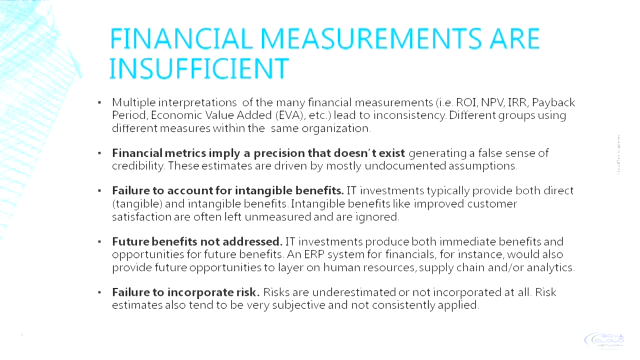 FINANCIAL MEASUREMENTS ARE
INSUFFICIENT
• Multiple interpretations of the many financial measurements (i.e. ROI, NPV, IRR, Payback
Period, Economic Value Added (EVA), etc.) lead to inconsistency. Different groups using
different measures within the same organization.
• Financial metrics imply a precision that doesn't exist generating a false sense of
credibility. These estimates are driven by mostly undocumented assumptions.
• Failure to account for intangible benefits. IT investments typically provide both direct
(tangible) and intangible benefits. Intangible benefits like improved customer
satisfaction are often left unmeasured and are ignored.
• Future benefits not addressed. IT investments produce both immediate benefits and
opportunities for future benefits. An ERP system for financials, for instance, would also
provide future opportunities to layer on human resources, supply chain and/or analytics.
• Failure to incorporate risk. Risks are underestimated or not incorporated at all. Risk
estimates also tend to be very subjective and not consistently applied.